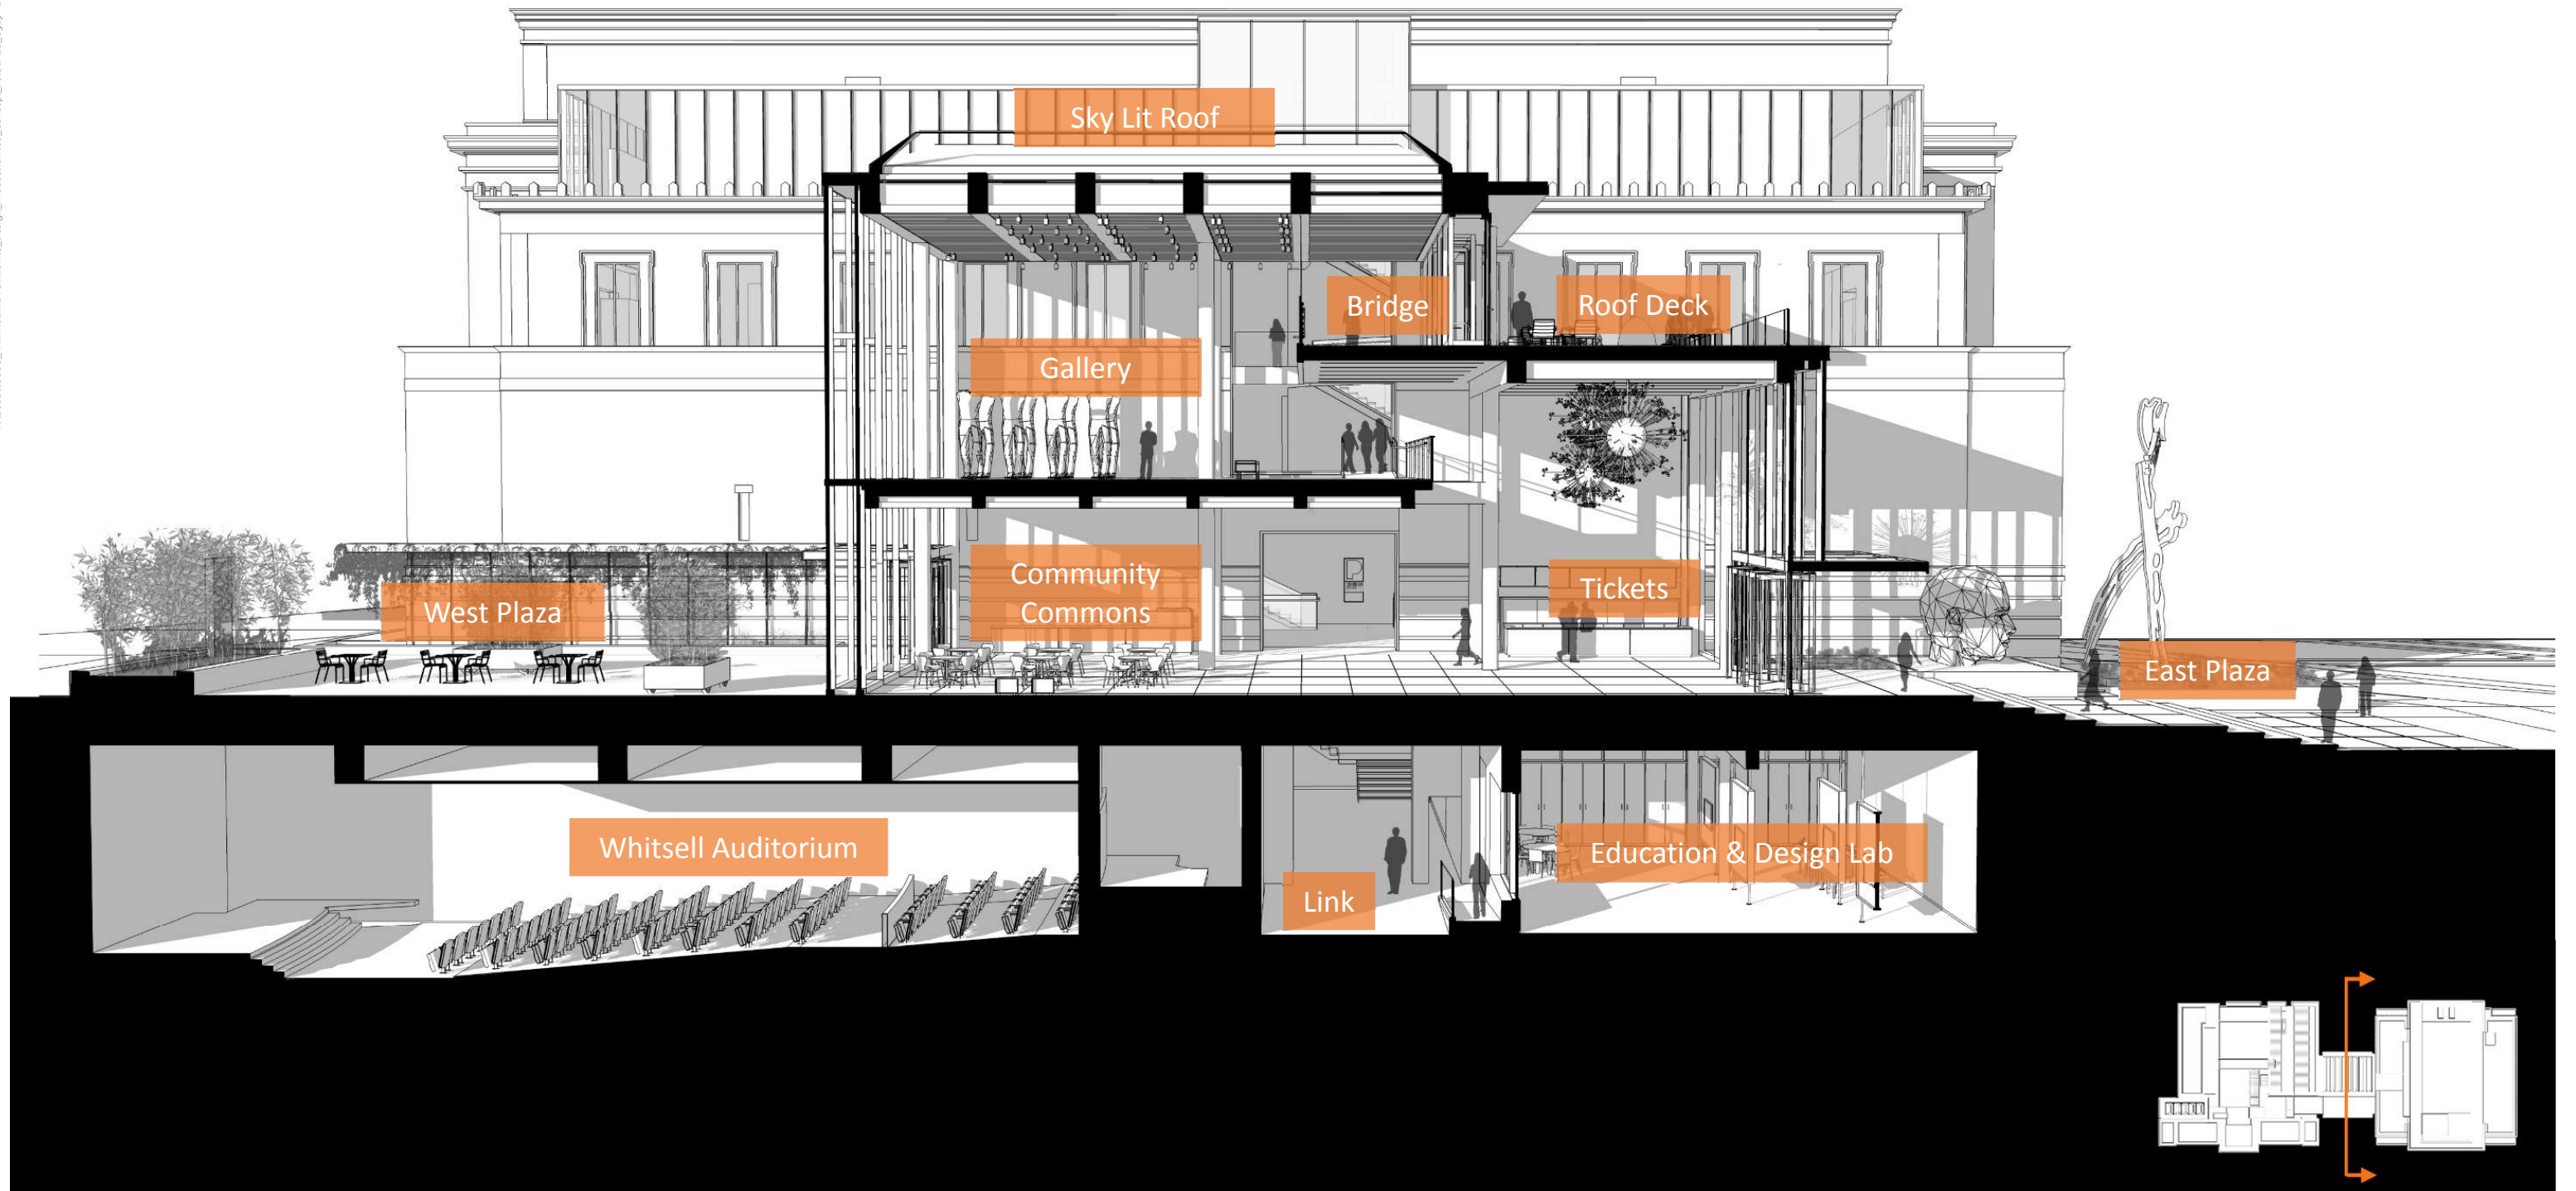 Sky Lit Roof
Bridge
Roof Deck
Gallery
Community
Commons
Tickets
West Plaza
East Plaza
Whitsell Auditorium
Education & Design Lab
Link